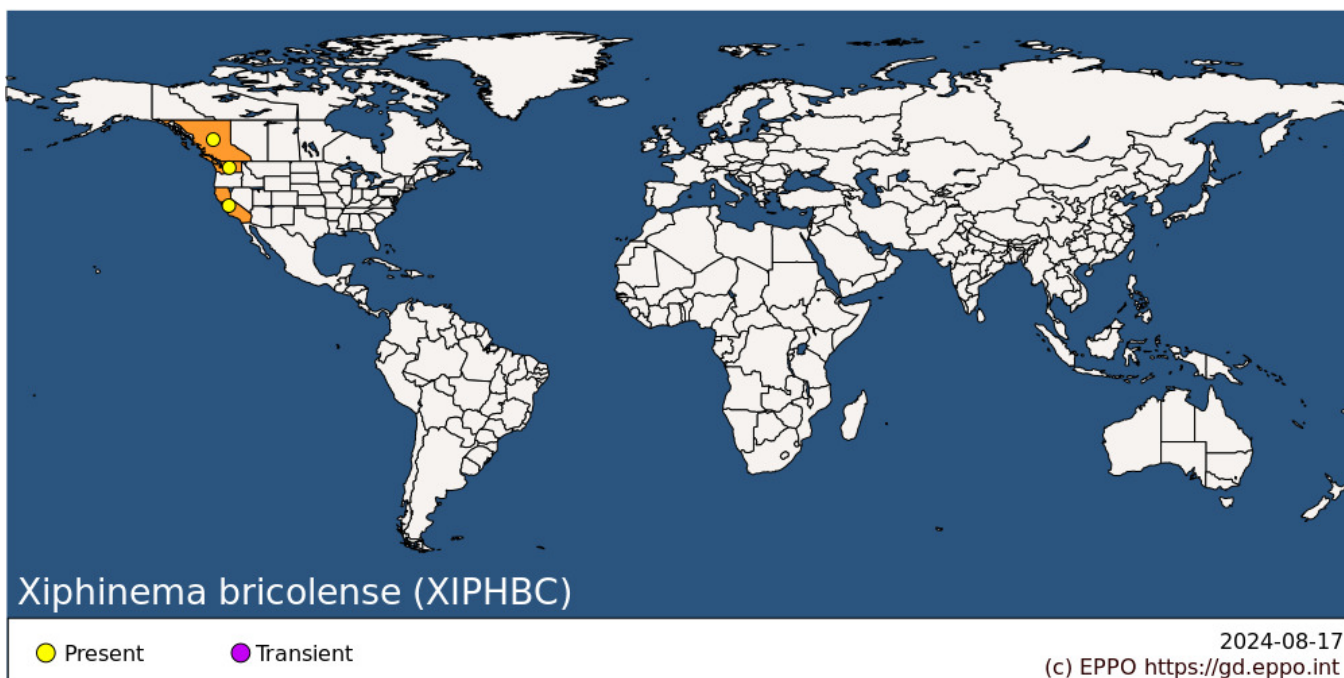 Xiphinema bricolense (XIPHBC)
Present
Transient
2024-08-17
(c) EPPO https://gd.eppo.int